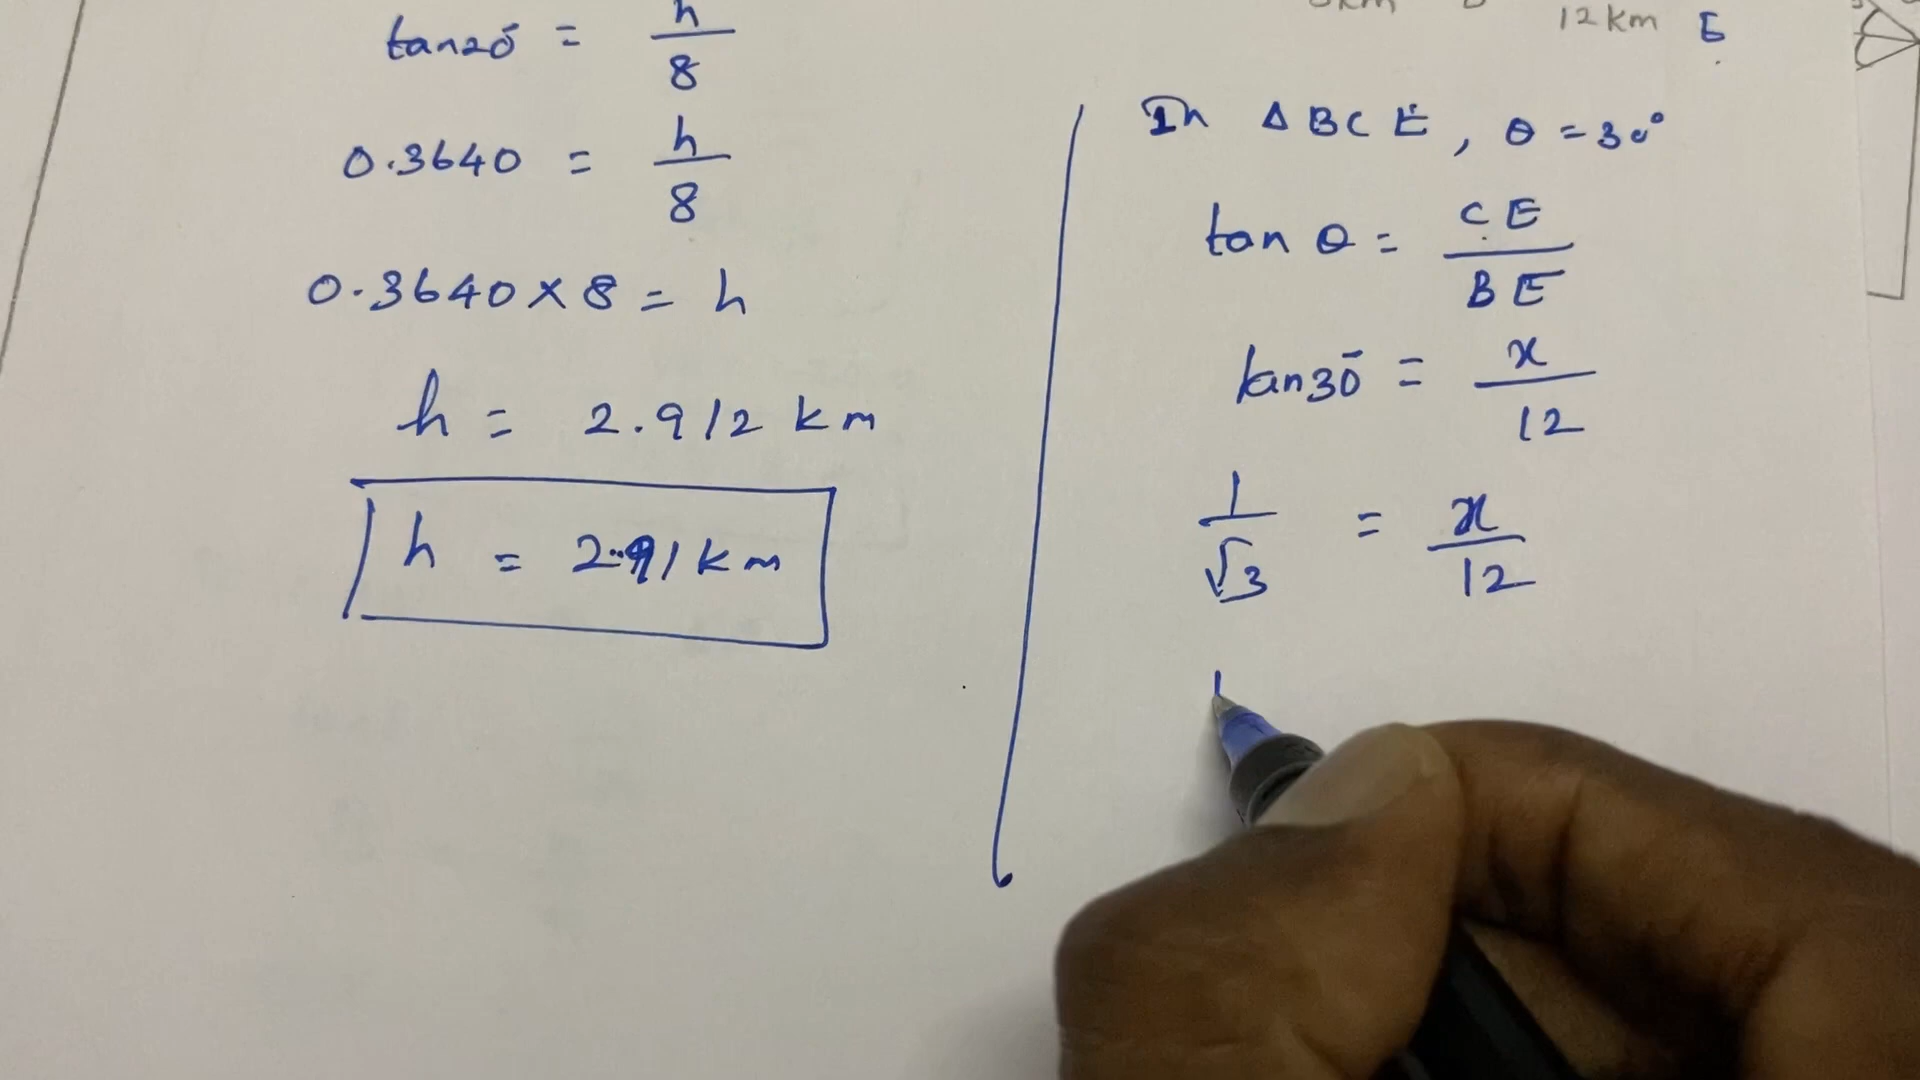 tan20° = h/8
0.3640 = h/8
0.3640 × 8 = h
h = 2.912 km
h = 2.91 km
12 km E
In Δ BCE, θ = 30°
tan θ = CE/BE
tan30° = x/12
1/√3 = x/12